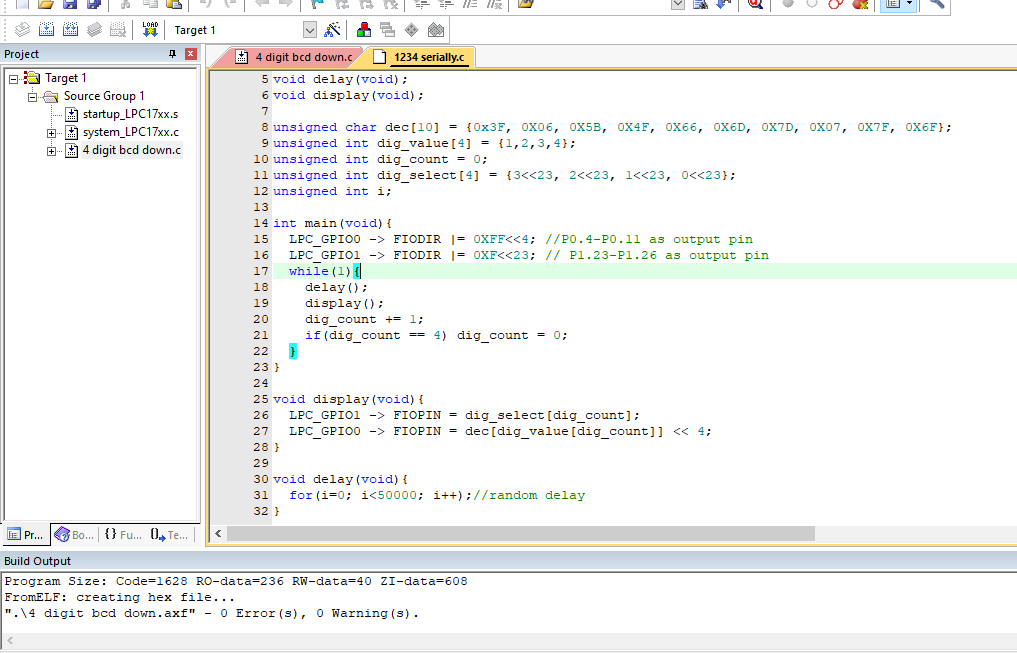 LOAD
Target 1
Project
4 digit bcd down.c
1234 serially.c
Target 1
Source Group 1
startup_LPC17xx.s
system_LPC17xx.c
4 digit bcd down.c
5 void delay(void);
6 void display(void);
7
8 unsigned char dec[10] = {0x3F, 0X06, 0X5B, 0X4F, 0X66, 0X6D, 0X7D, 0X07, 0X7F, 0X6F};
9 unsigned int dig_value[4] = {1,2,3,4};
10 unsigned int dig_count = 0;
11 unsigned int dig_select[4] = {3<<23, 2<<23, 1<<23, 0<<23};
12 unsigned int i;
13
14 int main(void){
15   LPC_GPIO0 -> FIODIR |= 0XFF<<4; //P0.4-P0.11 as output pin
16   LPC_GPIO1 -> FIODIR |= 0XF<<23; // P1.23-P1.26 as output pin
17   while(1){
18     delay();
19     display();
20     dig_count += 1;
21     if(dig_count == 4) dig_count = 0;
22   }
23 }
24
25 void display(void){
26   LPC_GPIO1 -> FIOPIN = dig_select[dig_count];
27   LPC_GPIO0 -> FIOPIN = dec[dig_value[dig_count]] << 4;
28 }
29
30 void delay(void){
31   for(i=0; i<50000; i++);//random delay
32 }
Pr... Bo... {} Fu... Te...
Build Output
Program Size: Code=1628 RO-data=236 RW-data=40 ZI-data=608
FromELF: creating hex file...
".\4 digit bcd down.axf" - 0 Error(s), 0 Warning(s).